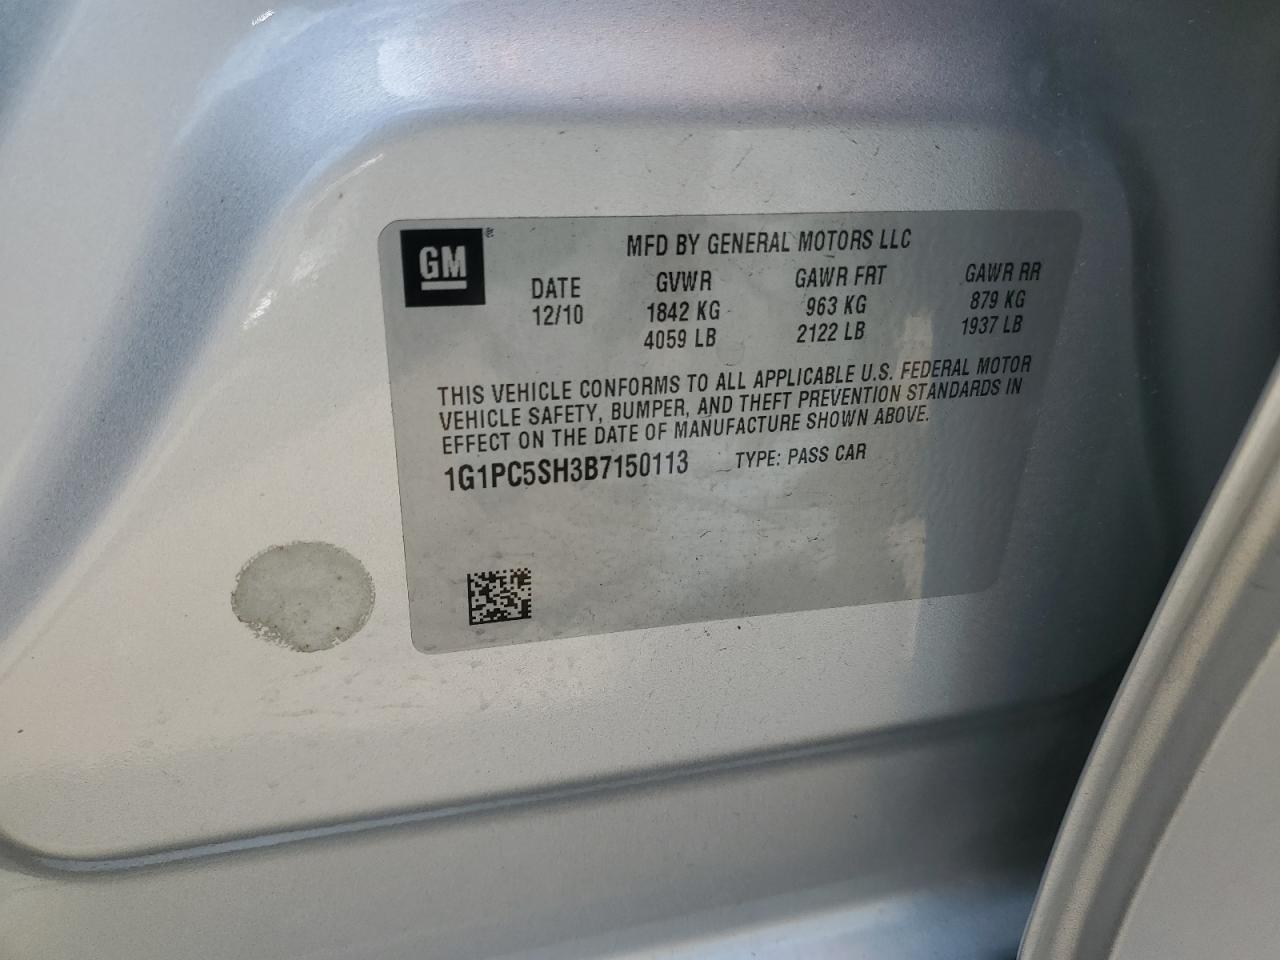 GM®
MFD BY GENERAL MOTORS LLC
DATE GVWR GAWR FRT GAWR RR
12/10 1842 KG 963 KG 879 KG
4059 LB 2122 LB 1937 LB
THIS VEHICLE CONFORMS TO ALL APPLICABLE U.S. FEDERAL MOTOR
VEHICLE SAFETY, BUMPER, AND THEFT PREVENTION STANDARDS IN
EFFECT ON THE DATE OF MANUFACTURE SHOWN ABOVE.
1G1PC5SH3B7150113 TYPE: PASS CAR